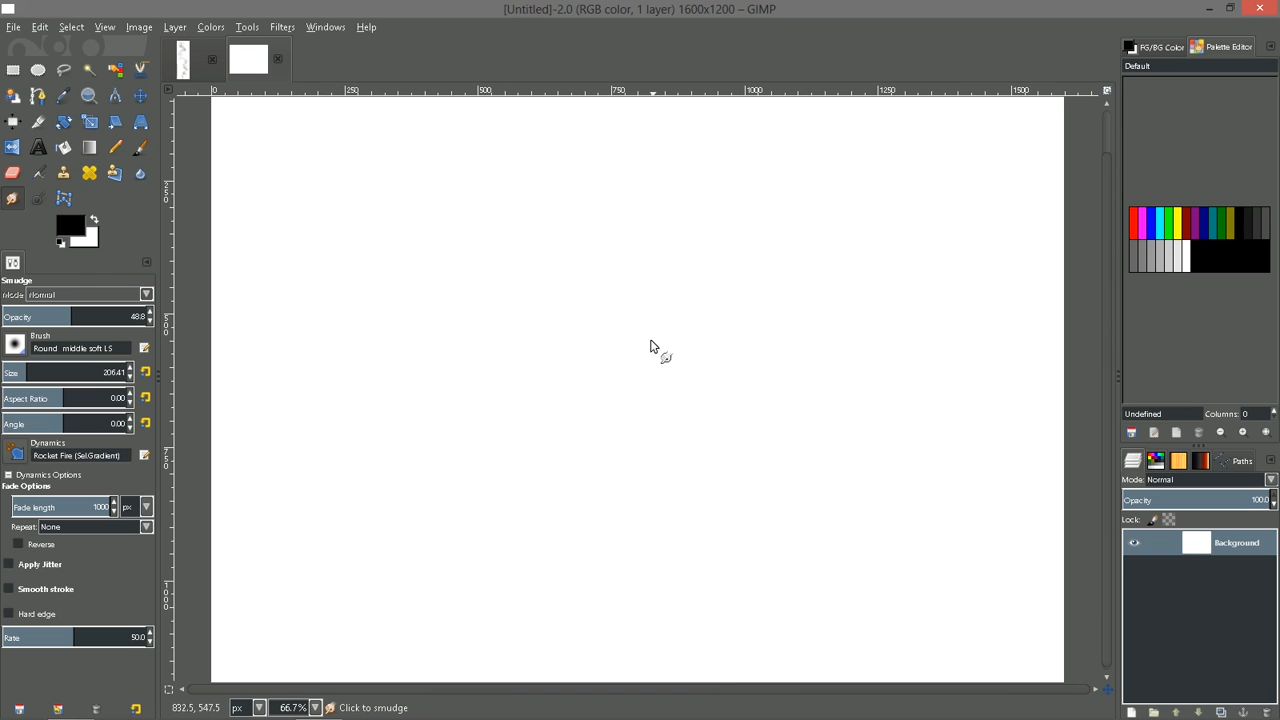 [Untitled]-2.0 (RGB color, 1 layer) 1600x1200 – GIMP
File Edit Select View Image Layer Colors Tools Filters Windows Help
FG/BG Color Palette Editor
Default
0 250 500 750 1000 1250 1500
250
500
750
1000
Smudge
Mode: Normal
Opacity 48.8
Brush
Round middle soft LS
Size 206.41
Aspect Ratio 0.00
Angle 0.00
Dynamics
Rocket Fire (Sel.Gradient)
Dynamics Options
Fade Options
Fade length 1000 px
Repeat: None
Reverse
Apply Jitter
Smooth stroke
Hard edge
Rate 50.0
Undefined Columns: 0
Paths
Mode: Normal
Opacity 100.0
Lock:
Background
832.5, 547.5 px 66.7% Click to smudge